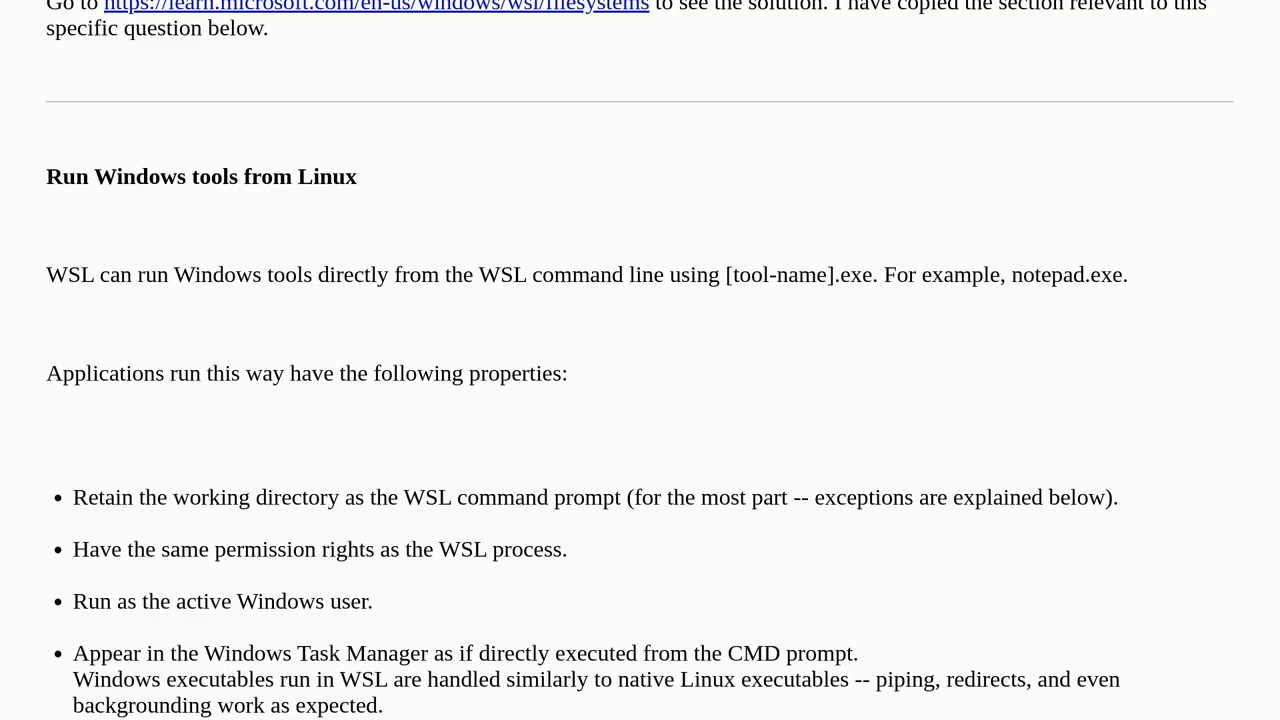 Go to https://learn.microsoft.com/en-us/windows/wsl/filesystems to see the solution. I have copied the section relevant to this
specific question below.
Run Windows tools from Linux
WSL can run Windows tools directly from the WSL command line using [tool-name].exe. For example, notepad.exe.
Applications run this way have the following properties:
• Retain the working directory as the WSL command prompt (for the most part -- exceptions are explained below).
• Have the same permission rights as the WSL process.
• Run as the active Windows user.
• Appear in the Windows Task Manager as if directly executed from the CMD prompt.
Windows executables run in WSL are handled similarly to native Linux executables -- piping, redirects, and even
backgrounding work as expected.